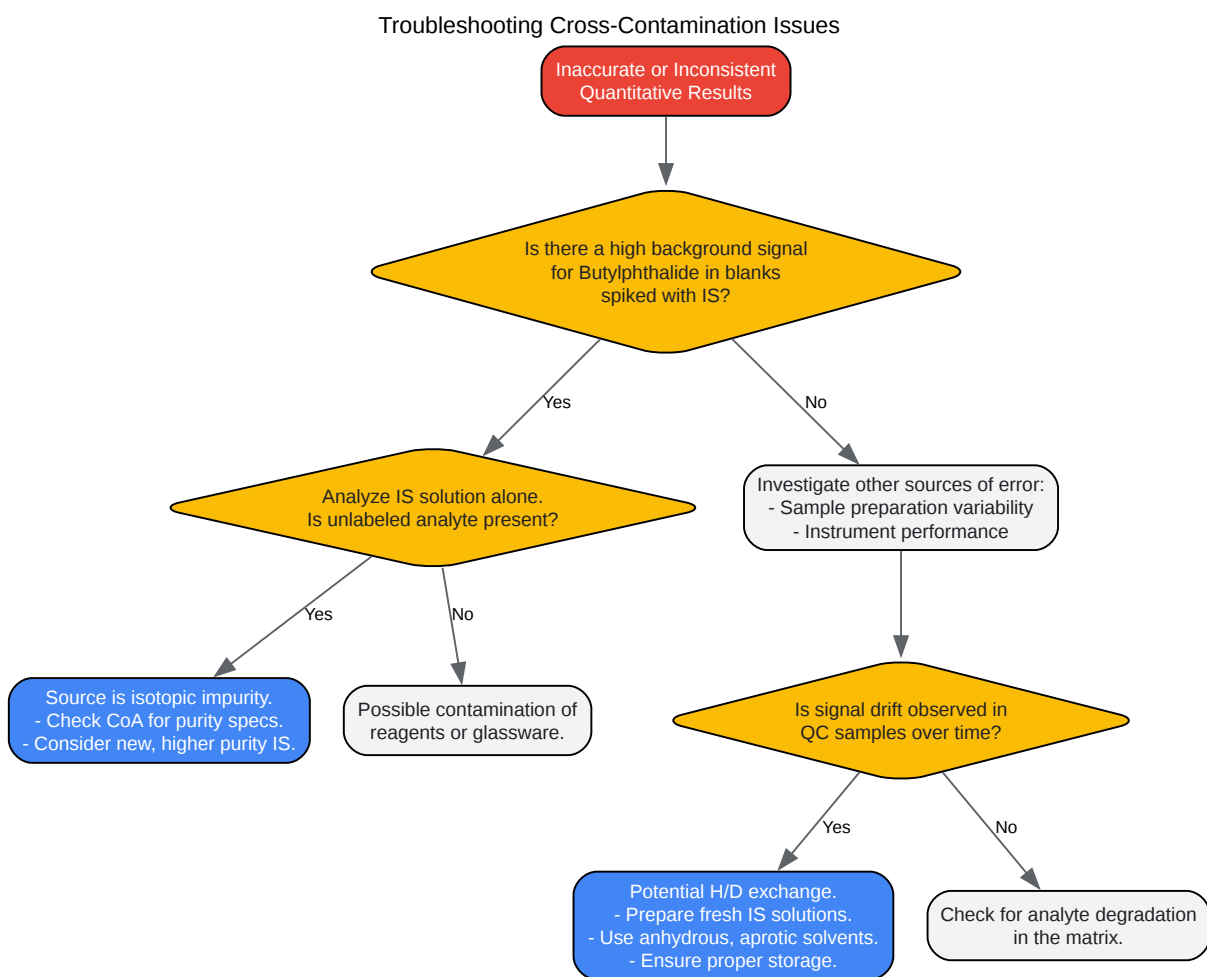 Troubleshooting Cross-Contamination Issues
Inaccurate or Inconsistent
Quantitative Results
Is there a high background signal
for Butylphthalide in blanks
spiked with IS?
Yes
No
Analyze IS solution alone.
Is unlabeled analyte present?
Investigate other sources of error:
- Sample preparation variability
- Instrument performance
Yes
No
Source is isotopic impurity.
- Check CoA for purity specs.
- Consider new, higher purity IS.
Possible contamination of
reagents or glassware.
Is signal drift observed in
QC samples over time?
Yes
No
Potential H/D exchange.
- Prepare fresh IS solutions.
- Use anhydrous, aprotic solvents.
- Ensure proper storage.
Check for analyte degradation
in the matrix.